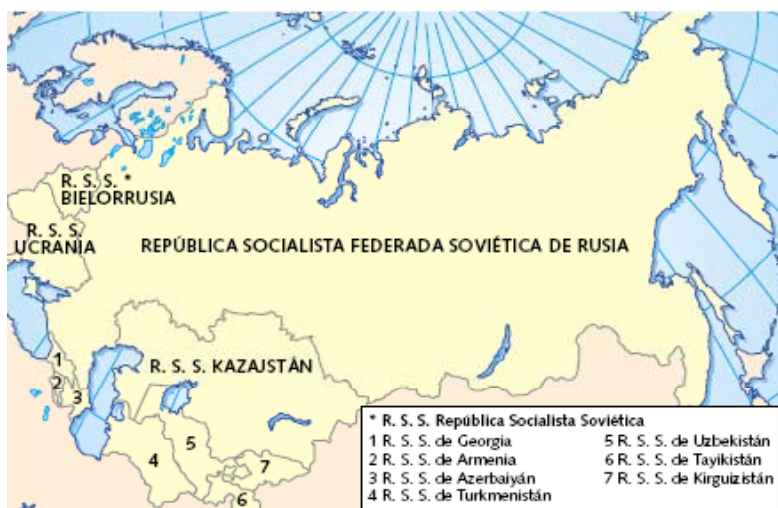 R. S. S. *
BIELORRUSIA
R. S. S.
UCRANIA
REPÚBLICA SOCIALISTA FEDERADA SOVIÉTICA DE RUSIA
R. S. S. KAZAJSTÁN
1
2
3
4
5
6
7
* R. S. S. República Socialista Soviética
1 R. S. S. de Georgia
2 R. S. S. de Armenia
3 R. S. S. de Azerbaiyán
4 R. S. S. de Turkmenistán
5 R. S. S. de Uzbekistán
6 R. S. S. de Tayikistán
7 R. S. S. de Kirguizistán